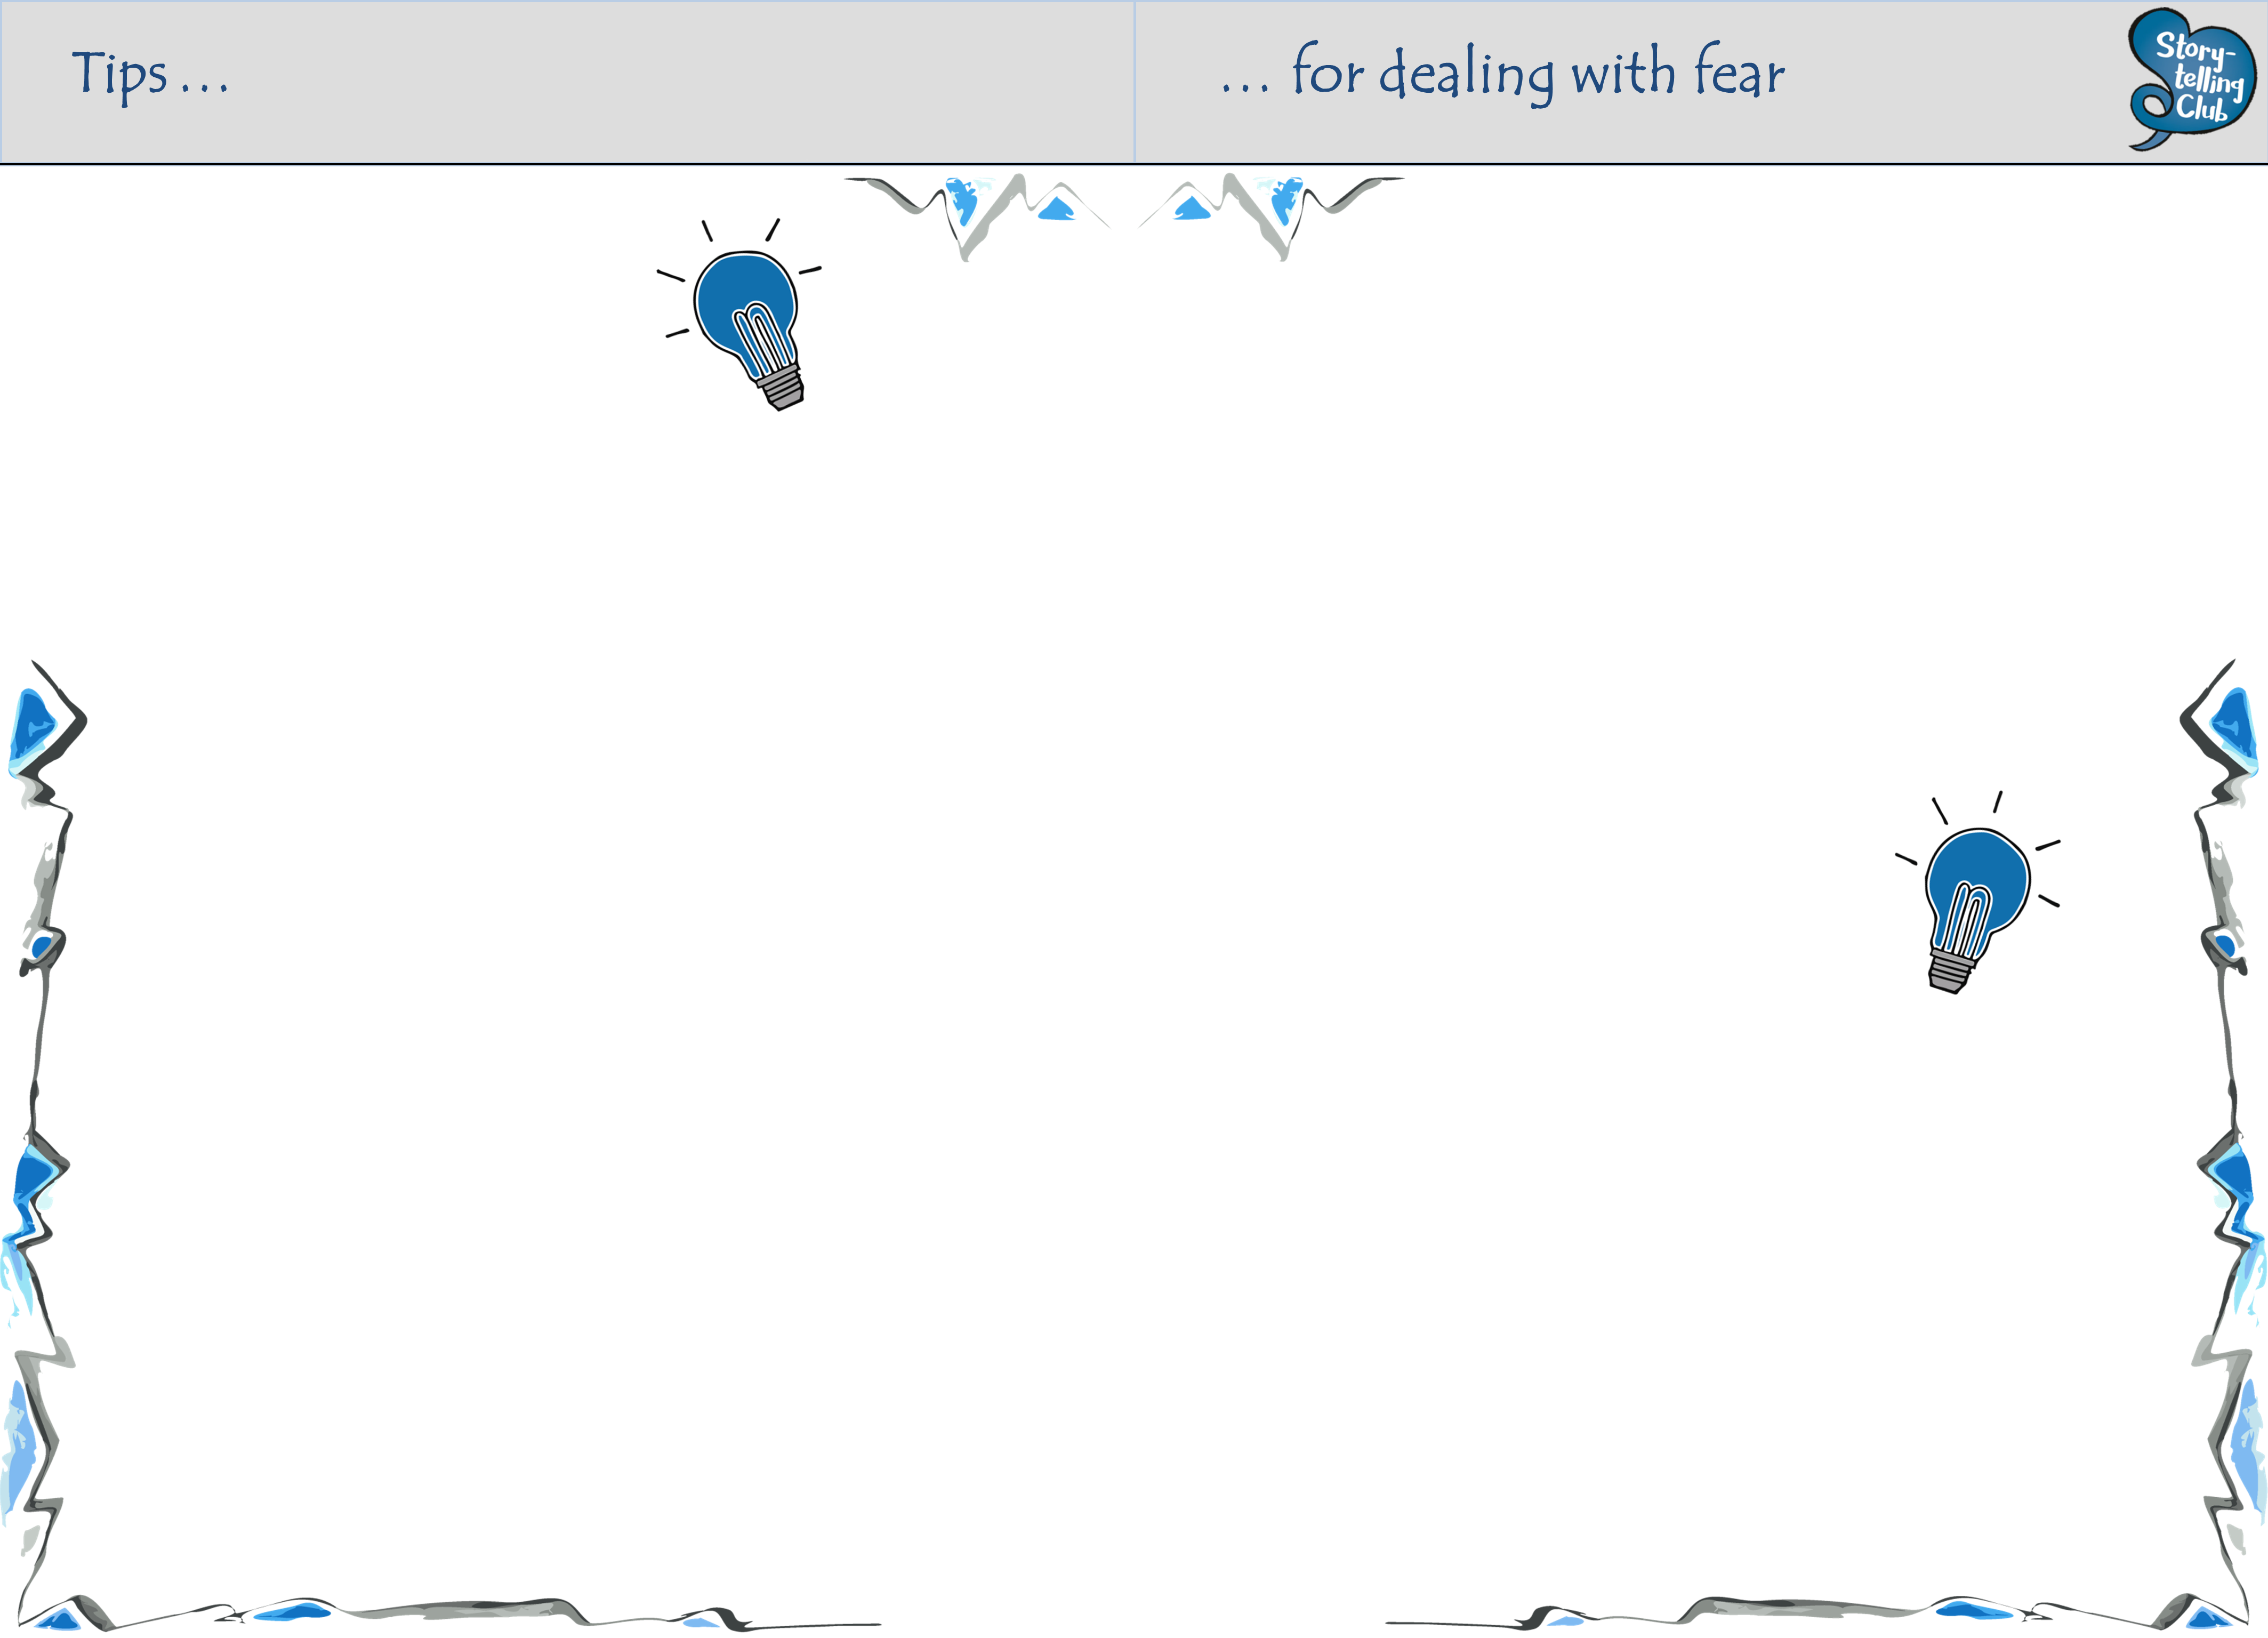 Tips ...
... for dealing with fear
Story-
telling
Club